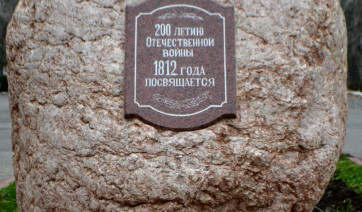 200 ЛЕТИЮ
ОТЕЧЕСТВЕННОЙ
ВОЙНЫ
1812 ГОДА
ПОСВЯЩАЕТСЯ